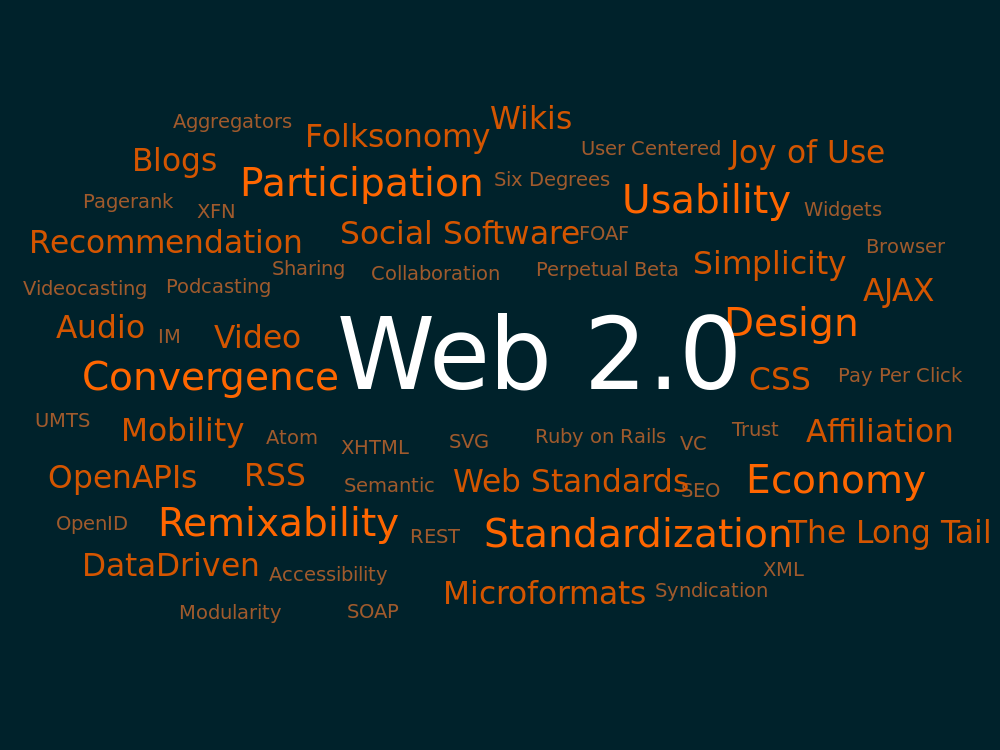 Wikis
Aggregators
Folksonomy
User Centered
Joy of Use
Blogs
Participation
Six Degrees
Usability
Pagerank
XFN
Widgets
Recommendation
Social Software
FOAF
Browser
Sharing
Collaboration
Perpetual Beta
Simplicity
Videocasting
Podcasting
AJAX
Audio
IM
Video
Web 2.0
Design
Convergence
CSS
Pay Per Click
UMTS
Mobility
Atom
XHTML
SVG
Ruby on Rails
VC
Trust
Affiliation
OpenAPIs
RSS
Semantic
Web Standards
SEO
Economy
OpenID
Remixability
REST
Standardization
The Long Tail
DataDriven
Accessibility
XML
Microformats
Syndication
Modularity
SOAP